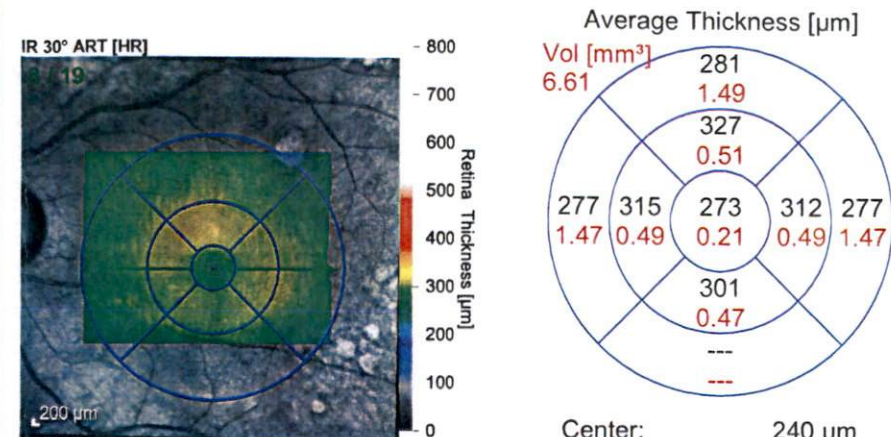 IR 30° ART [HR]
19
200 µm
800
700
600
500
400
300
200
100
0
Retina Thickness [µm]
Average Thickness [µm]
Vol [mm³]
6.61
281
1.49
327
0.51
277 315 273 312 277
1.47 0.49 0.21 0.49 1.47
301
0.47
---
---
Center: 240 µm